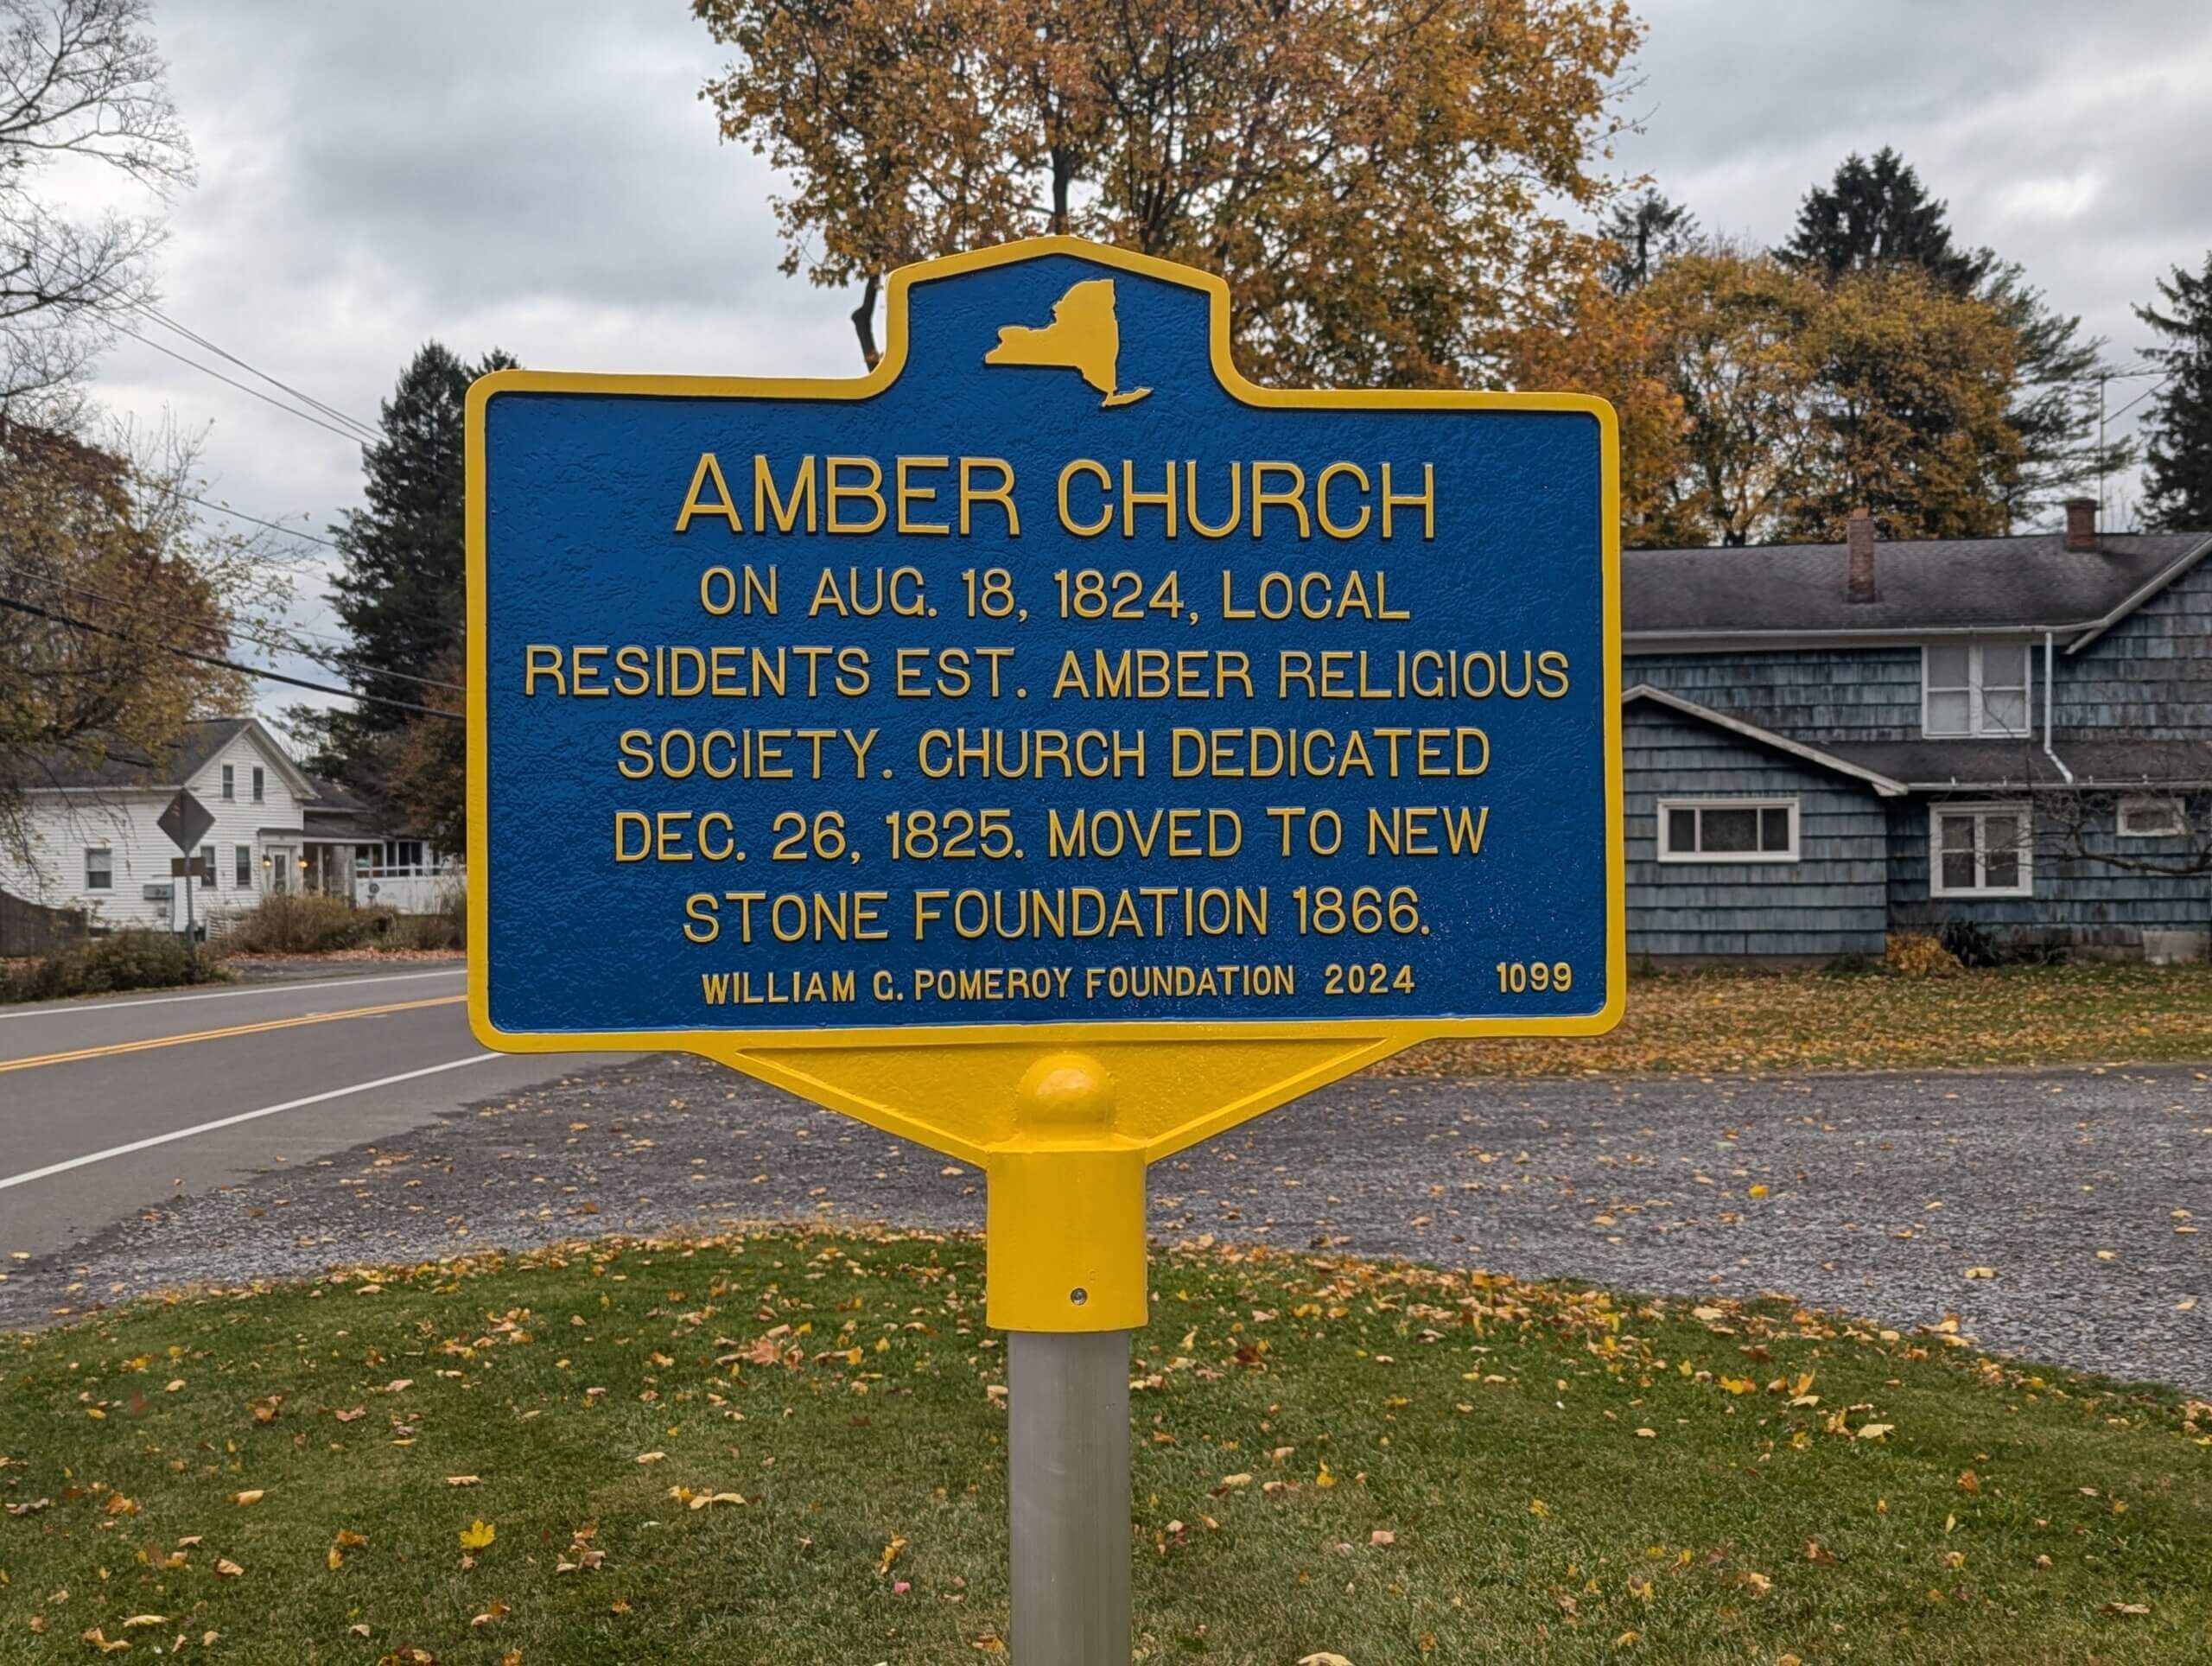 AMBER CHURCH
ON AUG. 18, 1824, LOCAL
RESIDENTS EST. AMBER RELIGIOUS
SOCIETY. CHURCH DEDICATED
DEC. 26, 1825. MOVED TO NEW
STONE FOUNDATION 1866.
WILLIAM G. POMEROY FOUNDATION 2024 1099